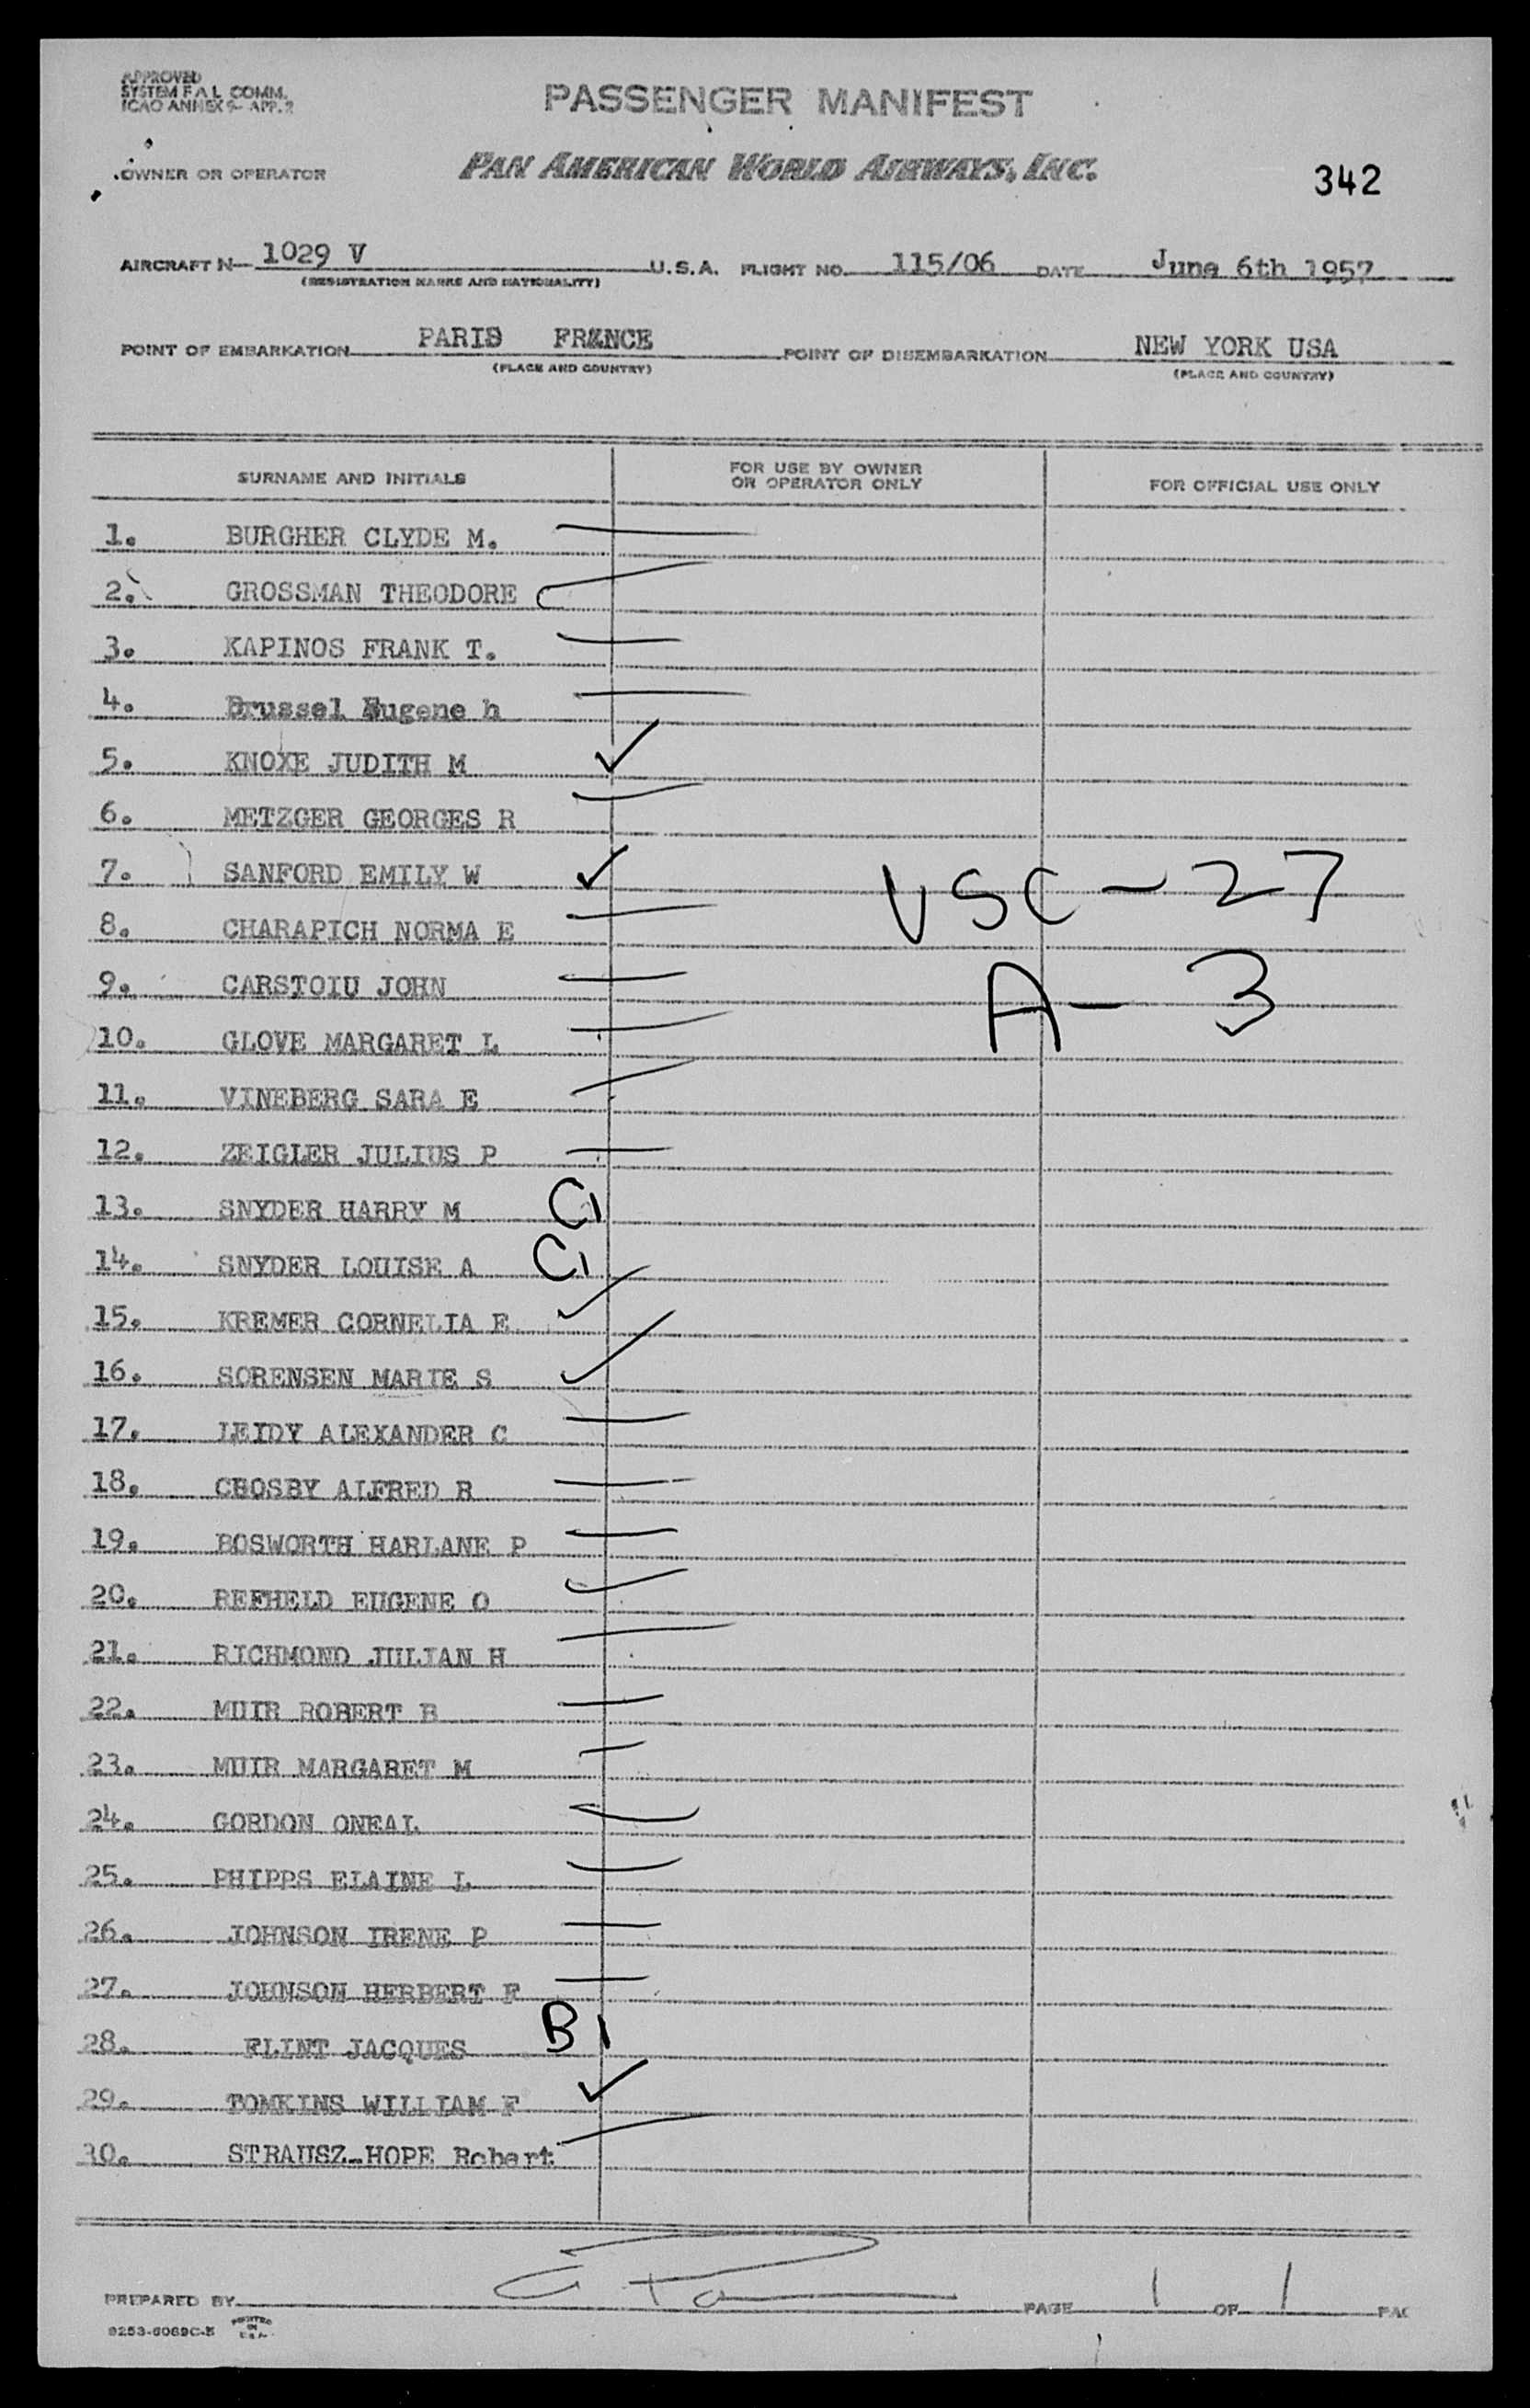 APPROVED
SYSTEM F A L COMM.
ICAO ANNEX 9- APP. 2
PASSENGER MANIFEST
OWNER OR OPERATOR
PAN AMERICAN WORLD AIRWAYS, INC.
342
AIRCRAFT N- 1029 V U.S.A. FLIGHT NO. 115/06 DATE June 6th 1957
(REGISTRATION MARKS AND NATIONALITY)
POINT OF EMBARKATION PARIS FRANCE POINT OF DISEMBARKATION NEW YORK USA
(PLACE AND COUNTRY) (PLACE AND COUNTRY)
SURNAME AND INITIALS FOR USE BY OWNER OR OPERATOR ONLY FOR OFFICIAL USE ONLY
1. BURGHER CLYDE M.
2. GROSSMAN THEODORE
3. KAPINOS FRANK T.
4. Brussel Eugene h
5. KNOXE JUDITH M
6. METZGER GEORGES R
7. SANFORD EMILY W
USC - 27
8. CHARAPICH NORMA E
9. CARSTOIU JOHN
A - 3
10. GLOVE MARGARET L
11. VINEBERG SARA E
12. ZEIGLER JULIUS P
13. SNYDER HARRY M C1
14. SNYDER LOUISE A C1
15. KREMER CORNELIA E
16. SORENSEN MARIE S
17. LEIDY ALEXANDER C
18. CROSBY ALFRED R
19. BOSWORTH HARLANE P
20. REFHELD EUGENE O
21. RICHMOND JULIAN H
22. MUIR ROBERT B
23. MUIR MARGARET M
24. GORDON ONEAL
25. PHIPPS ELAINE L
26. JOHNSON IRENE P
27. JOHNSON HERBERT F
28. FLINT JACQUES B1
29. TOMKINS WILLIAM F
30. STRAUSZ-HOPE Robert
PREPARED BY PAGE 1 OF 1
9253-6069C-5 PRINTED IN U.S.A.